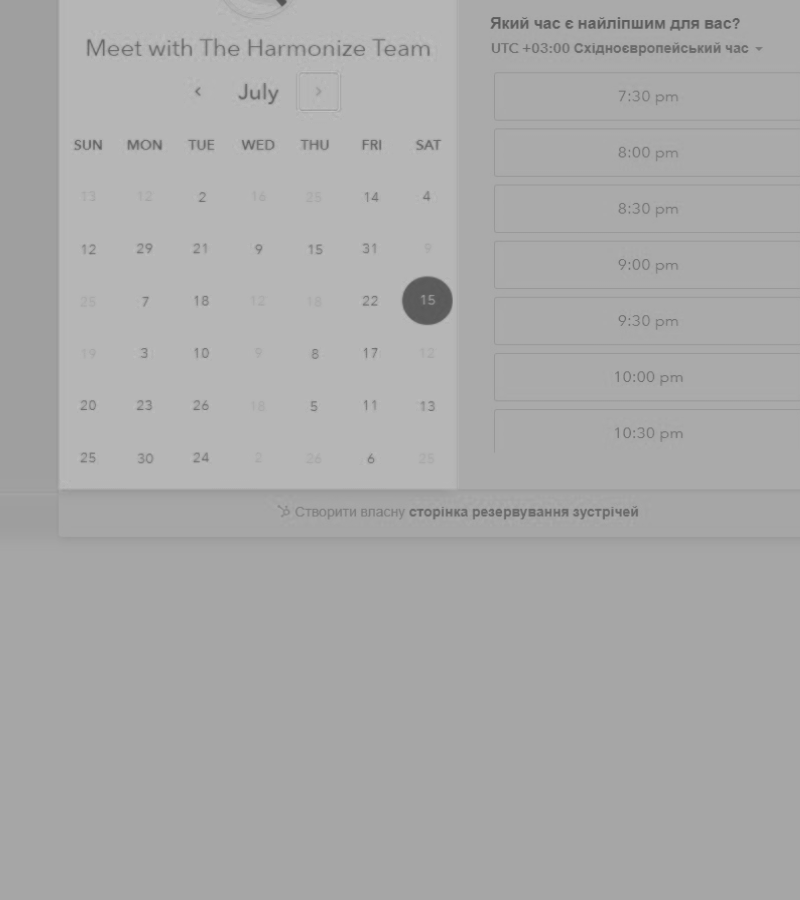 Meet with The Harmonize Team
July
SUN MON TUE WED THU FRI SAT
13 12 2 16 25 14 4
12 29 21 9 15 31 9
25 7 18 12 18 22 15
19 3 10 9 8 17 12
20 23 26 18 5 11 13
25 30 24 2 26 6 25
Який час є найліпшим для вас?
UTC +03:00 Східноєвропейський час
7:30 pm
8:00 pm
8:30 pm
9:00 pm
9:30 pm
10:00 pm
10:30 pm
Створити власну сторінка резервування зустрічей